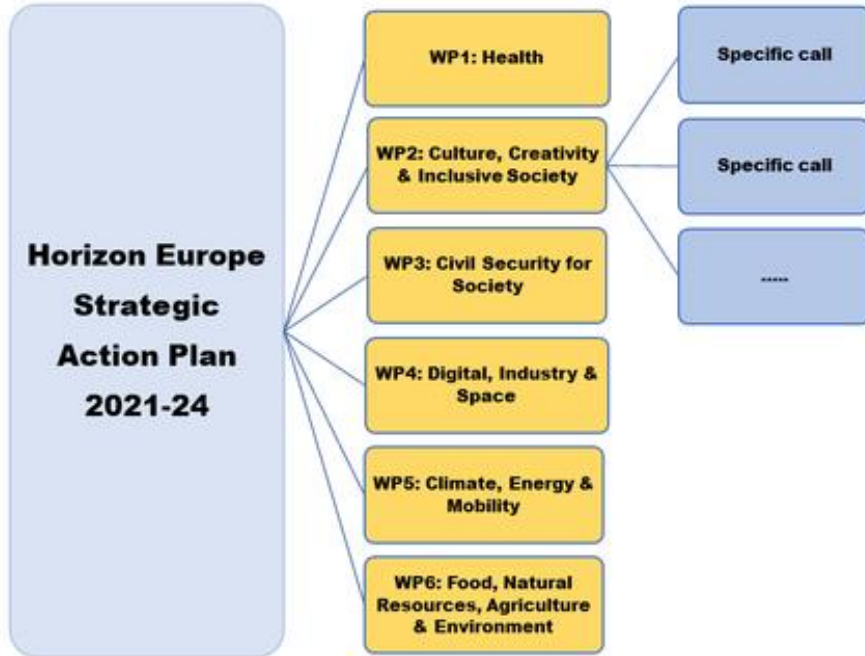 Horizon Europe
Strategic
Action Plan
2021-24
WP1: Health
WP2: Culture, Creativity
& Inclusive Society
WP3: Civil Security for
Society
WP4: Digital, Industry &
Space
WP5: Climate, Energy &
Mobility
WP6: Food, Natural
Resources, Agriculture
& Environment
Specific call
Specific call
.....